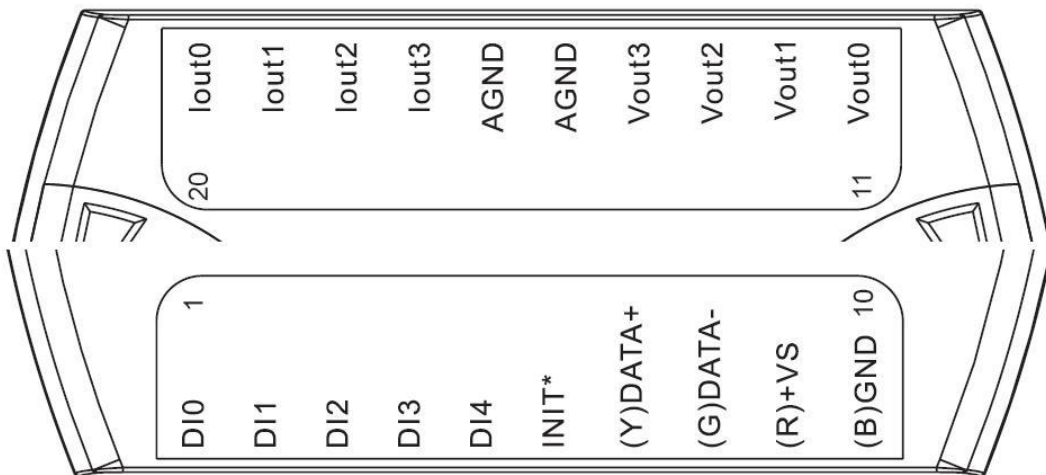 Iout0
Iout1
Iout2
Iout3
AGND
AGND
Vout3
Vout2
Vout1
Vout0
20
11
1
10
DI0
DI1
DI2
DI3
DI4
INIT*
(Y)DATA+
(G)DATA-
(R)+VS
(B)GND